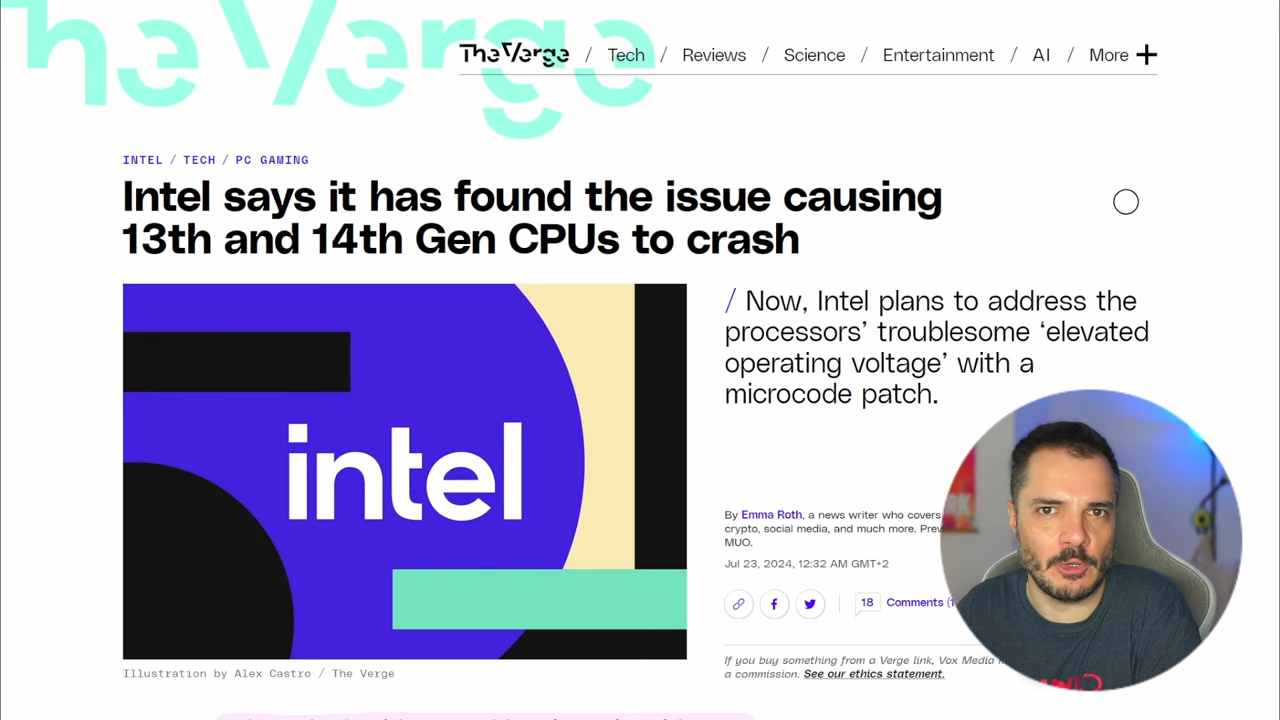 The Verge
The Verge / Tech / Reviews / Science / Entertainment / AI / More +
INTEL / TECH / PC GAMING
Intel says it has found the issue causing
13th and 14th Gen CPUs to crash
intel
/ Now, Intel plans to address the
processors’ troublesome ‘elevated
operating voltage’ with a
microcode patch.
By Emma Roth, a news writer who covers
crypto, social media, and much more. Prev
MUO.
Jul 23, 2024, 12:32 AM GMT+2
18 Comments (1
If you buy something from a Verge link, Vox Media
a commission. See our ethics statement.
Illustration by Alex Castro / The Verge